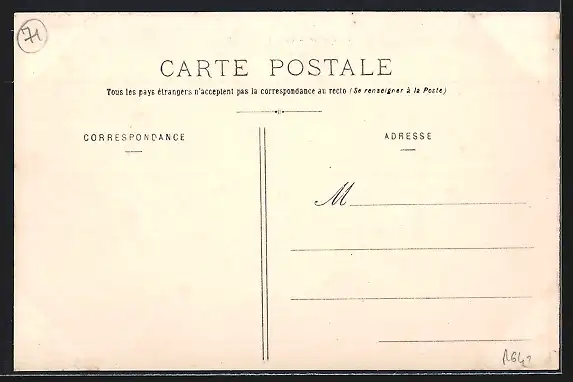 71
CARTE POSTALE
Tous les pays étrangers n'acceptent pas la correspondance au recto (Se renseigner à la Poste)
CORRESPONDANCE
ADRESSE
M